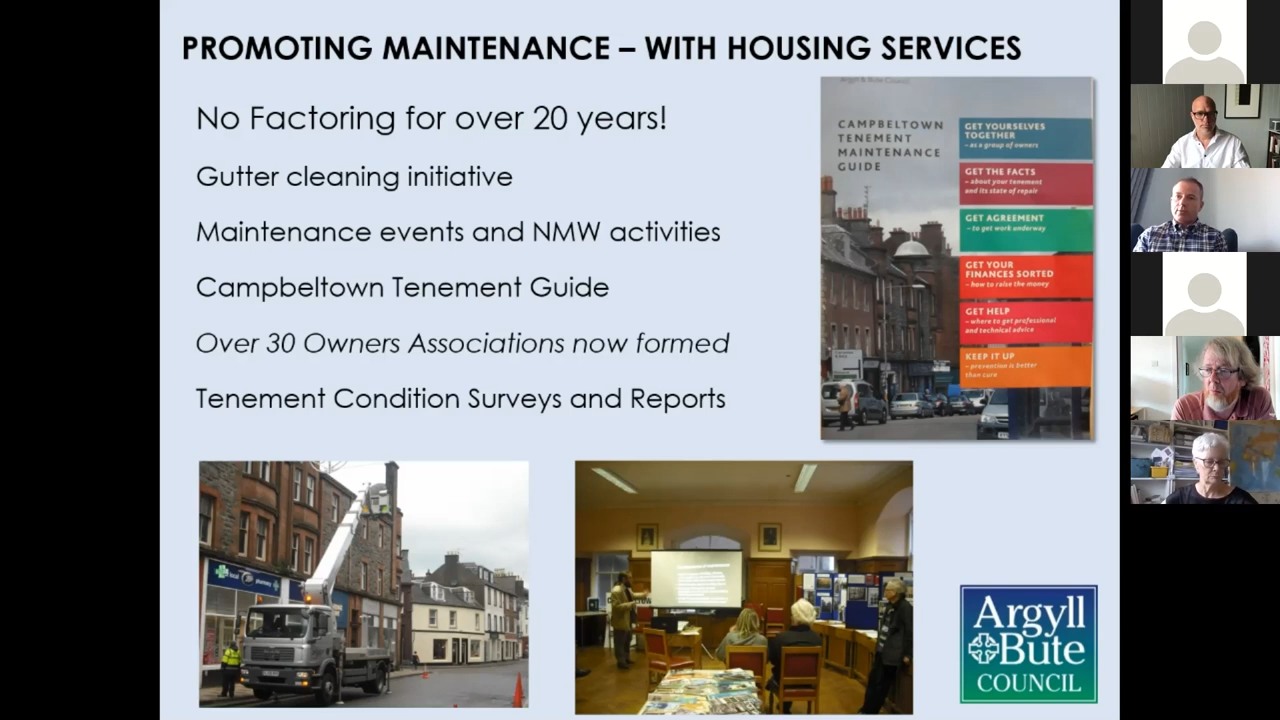 PROMOTING MAINTENANCE – WITH HOUSING SERVICES
No Factoring for over 20 years!
Gutter cleaning initiative
Maintenance events and NMW activities
Campbeltown Tenement Guide
Over 30 Owners Associations now formed
Tenement Condition Surveys and Reports
Argyll & Bute Council
CAMPBELTOWN
TENEMENT
MAINTENANCE
GUIDE
GET YOURSELVES
TOGETHER
– as a group of owners
GET THE FACTS
– about your tenement
and its state of repair
GET AGREEMENT
– to get work underway
GET YOUR
FINANCES SORTED
– how to raise the money
GET HELP
– where to get professional
and technical advice
KEEP IT UP
– prevention is better
than cure
pharmacy
Argyll
Bute
COUNCIL